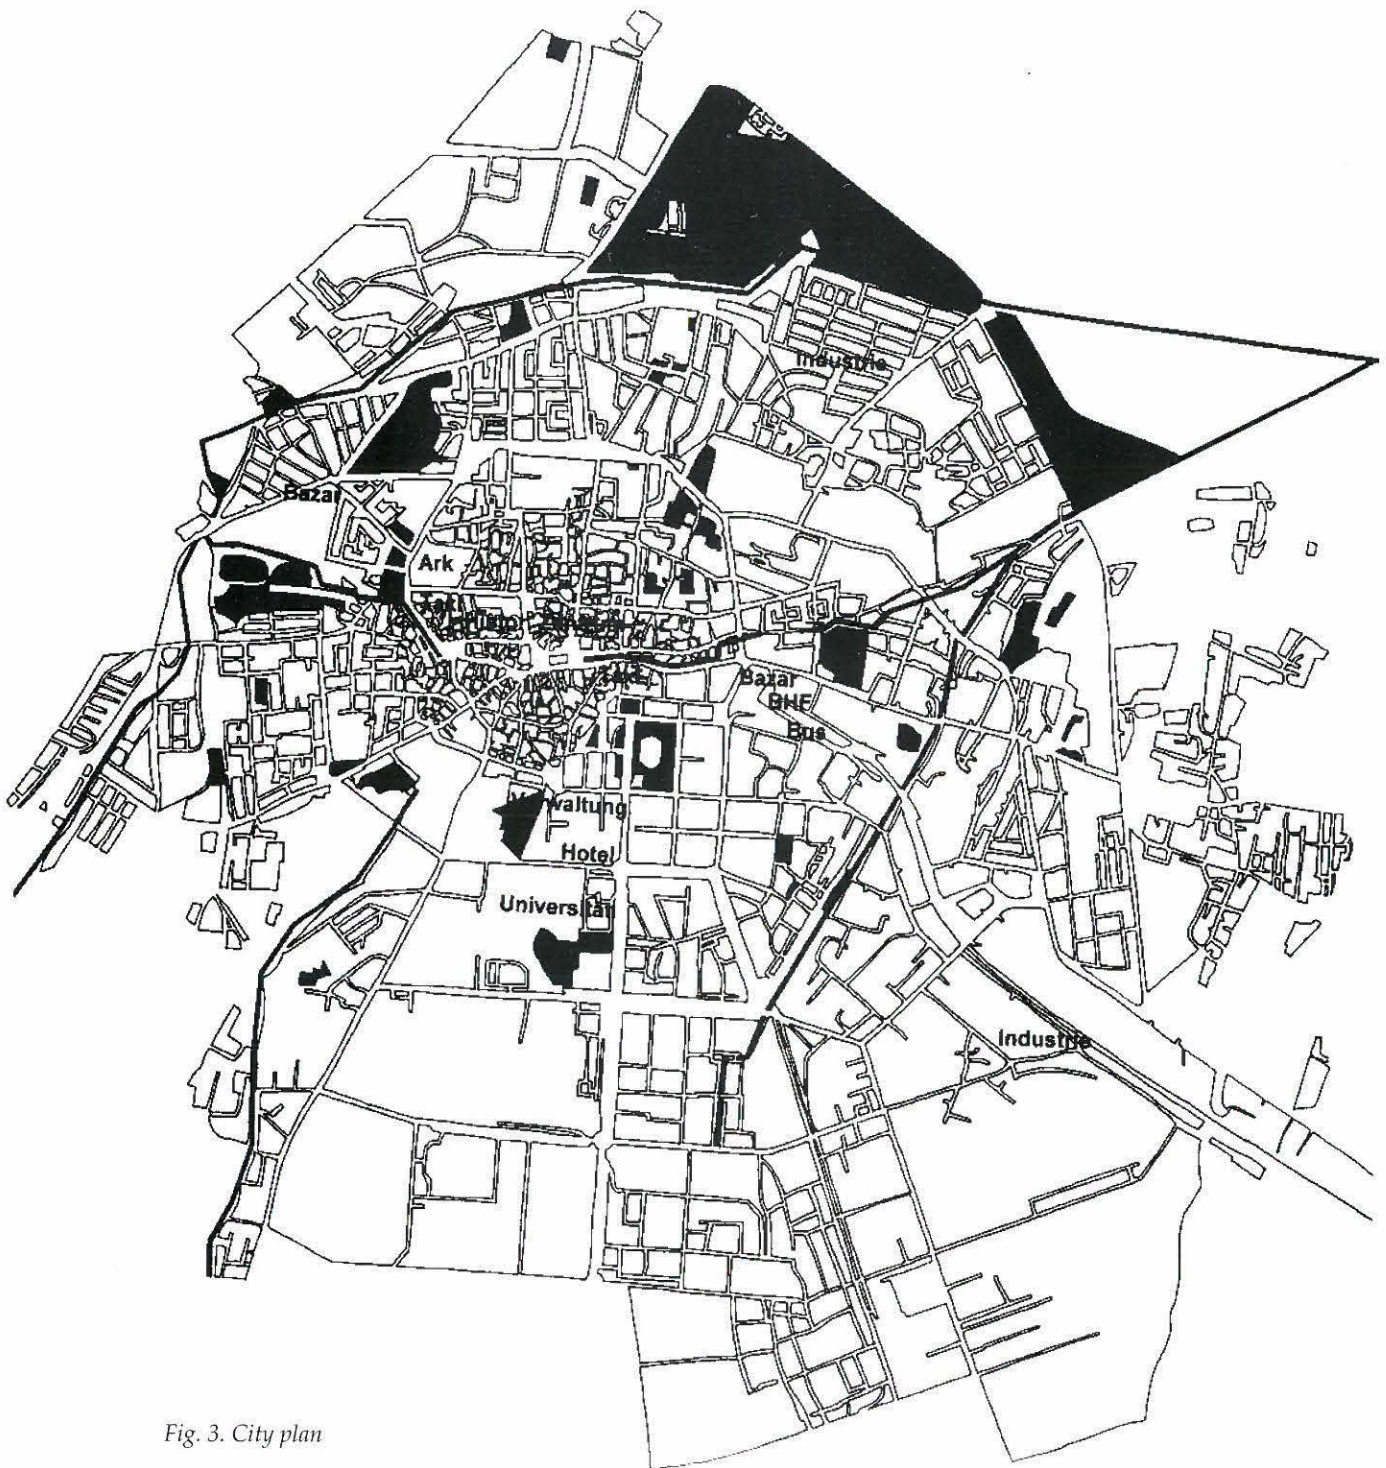 Industrie
Bazar
Ark
Bazar
BHF
Bus
Verwaltung
Hotel
Universität
Industrie
Fig. 3. City plan